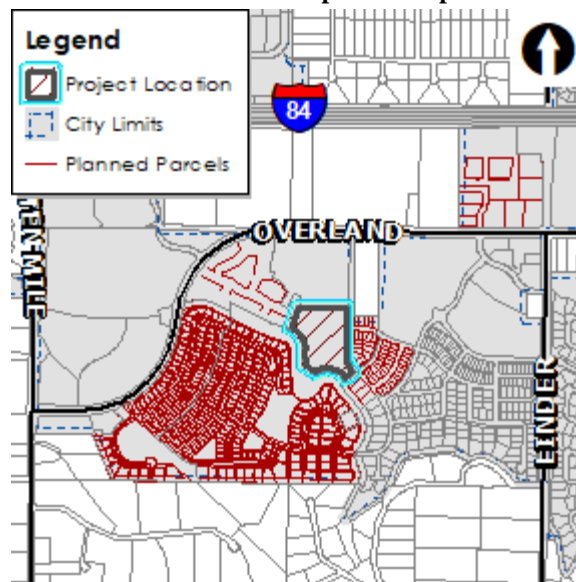 Legend
Project Location
City Limits
Planned Parcels
84
OVERLAND
TEN MILE
LINDER